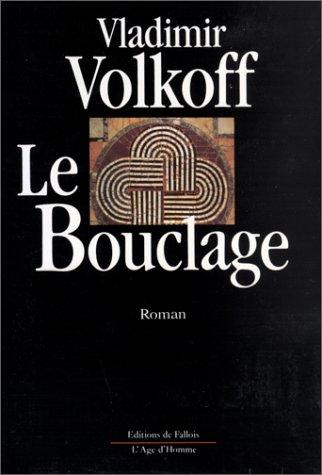 Vladimir
Volkoff
Le
Bouclage
Roman
Editions de Fallois
L'Age d'Homme